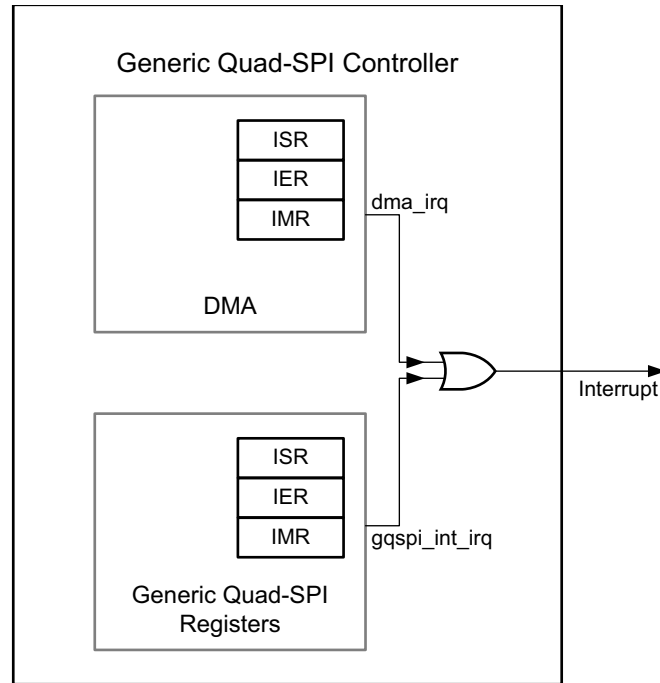 Generic Quad-SPI Controller
ISR
IER
IMR
dma_irq
DMA
Interrupt
ISR
IER
IMR
gqspi_int_irq
Generic Quad-SPI
Registers